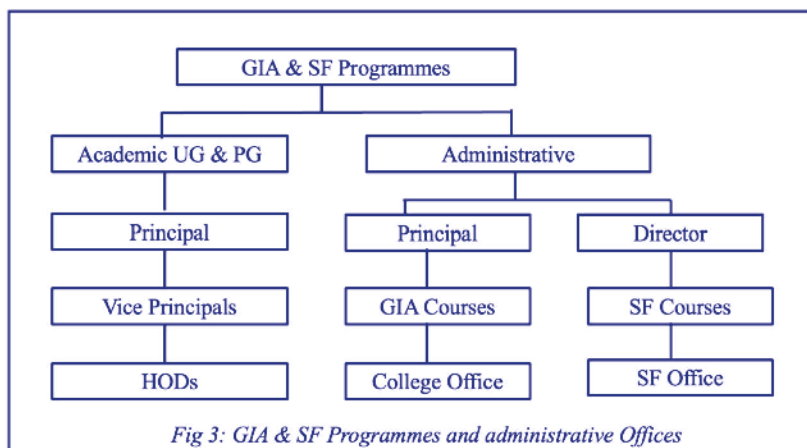 GIA & SF Programmes
Academic UG & PG
Administrative
Principal
Principal
Director
Vice Principals
GIA Courses
SF Courses
HODs
College Office
SF Office
Fig 3: GIA & SF Programmes and administrative Offices